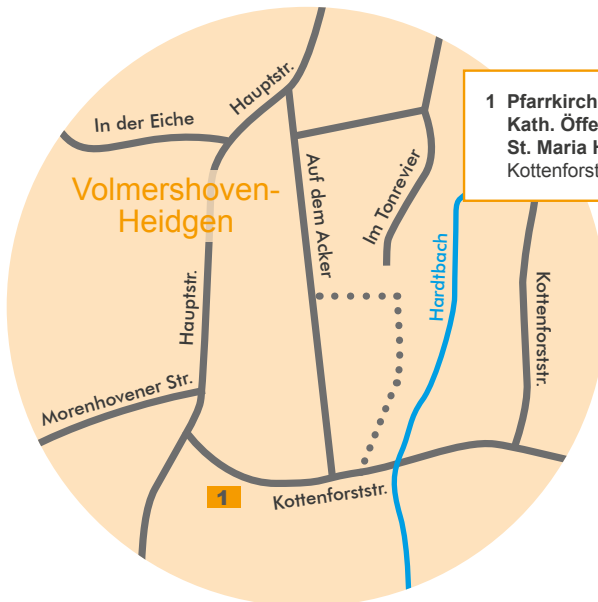 Hauptstr.
In der Eiche
1 Pfarrkirch
Kath. Öffe
St. Maria H
Kottenforst
Volmershoven-
Heidgen
Auf dem Acker
Im Tonrevier
Hardtbach
Kottenforststr.
Hauptstr.
Morenhovener Str.
1
Kottenforststr.